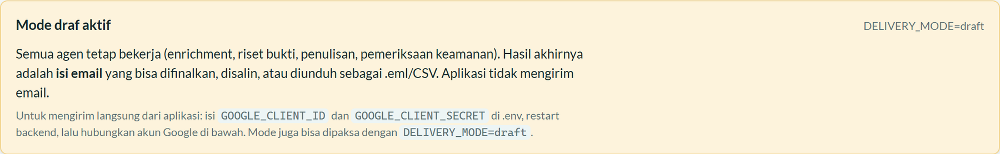 Mode draf aktif
DELIVERY_MODE=draft
Semua agen tetap bekerja (enrichment, riset bukti, penulisan, pemeriksaan keamanan). Hasil akhirnya
adalah isi email yang bisa difinalkan, disalin, atau diunduh sebagai .eml/CSV. Aplikasi tidak mengirim
email.
Untuk mengirim langsung dari aplikasi: isi GOOGLE_CLIENT_ID dan GOOGLE_CLIENT_SECRET di .env, restart
backend, lalu hubungkan akun Google di bawah. Mode juga bisa dipaksa dengan DELIVERY_MODE=draft.